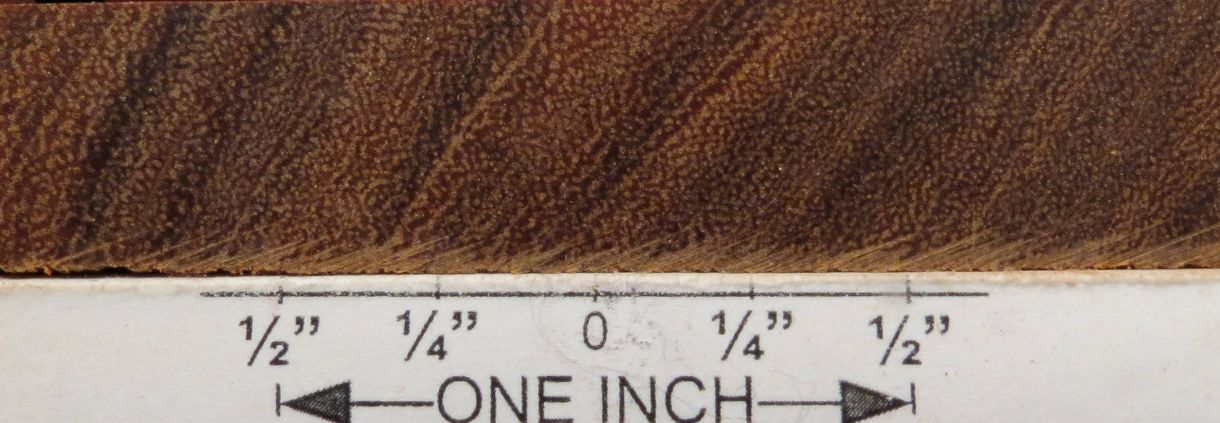 ½” ¼” 0 ¼” ½”
ONE INCH